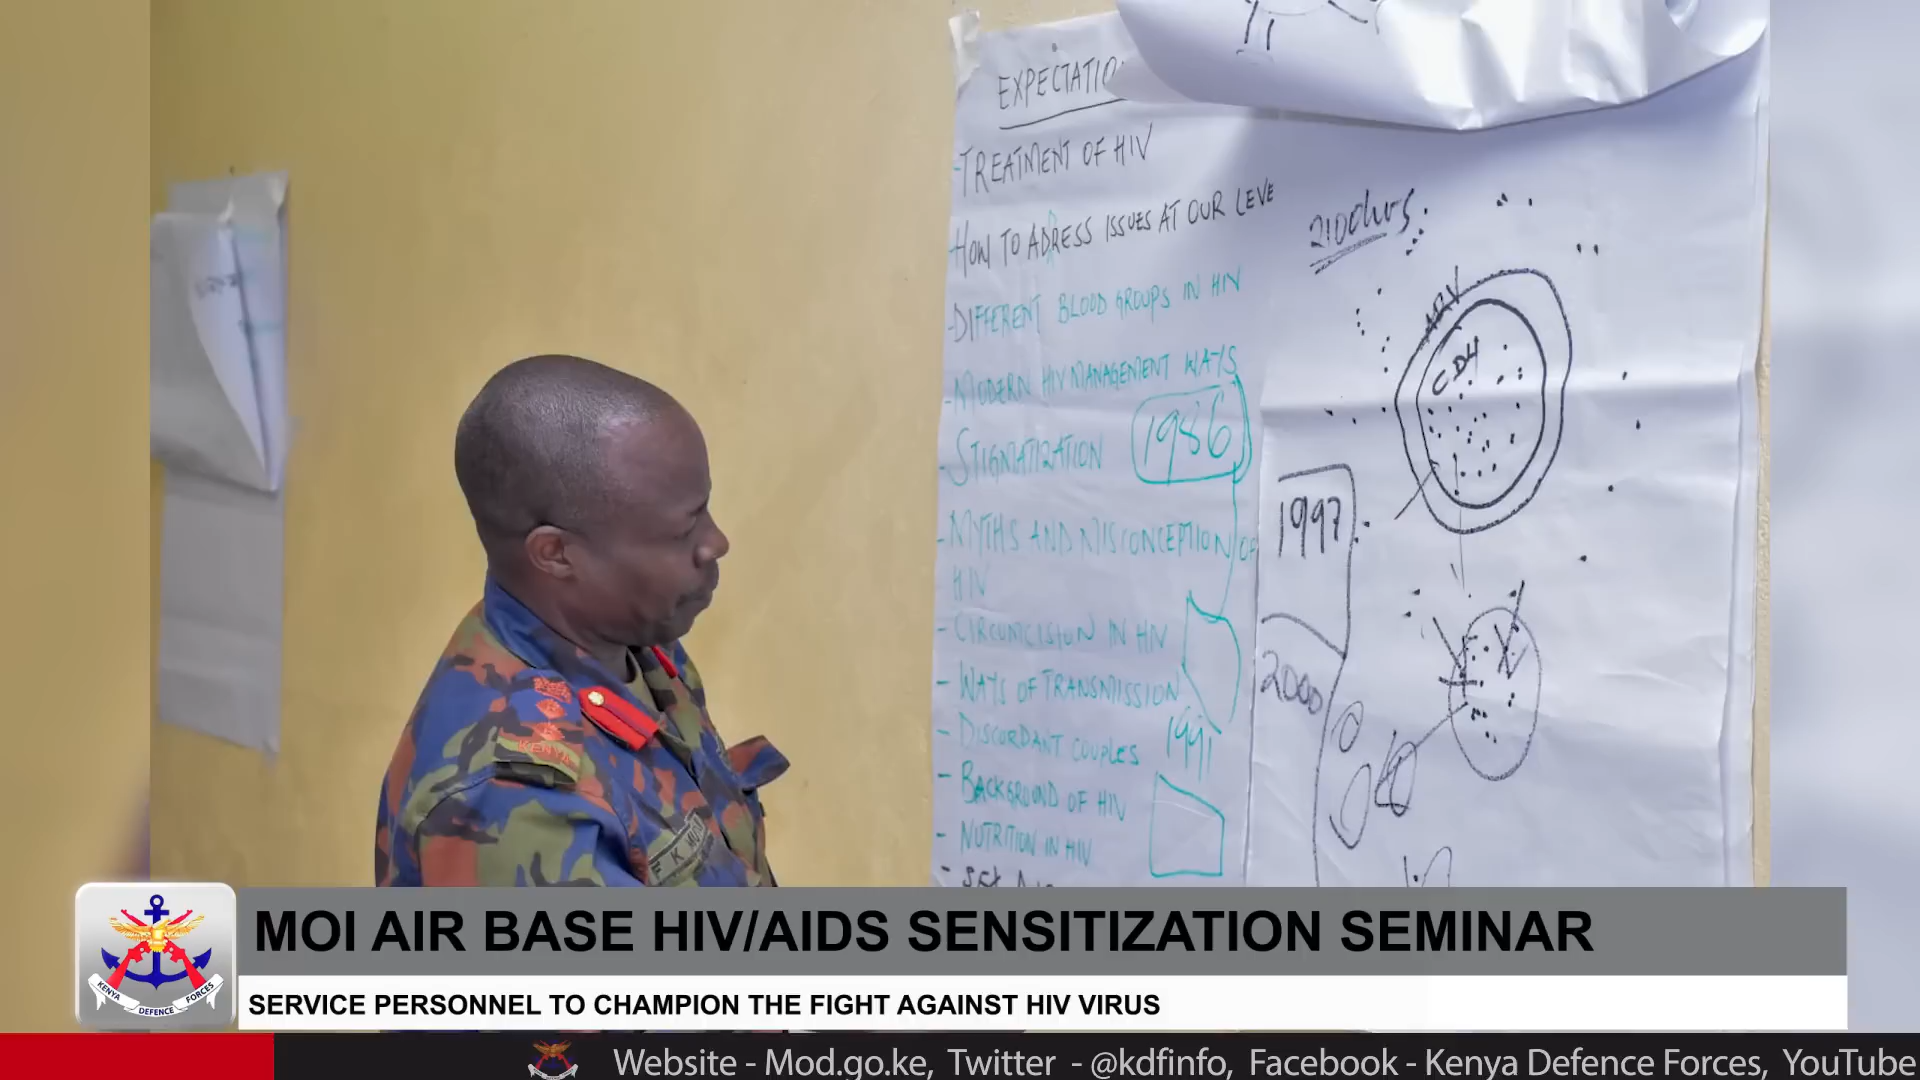 EXPECTATIO
-TREATMENT OF HIV
-HOW TO ADRESS ISSUES AT OUR LEVE
-DIFFERENT BLOOD GROUPS IN HIV
-MODERN HIV MANAGEMENT WAYS
-STIGMATIZATION
1986
-MYTHS AND MISCONCEPTION OF
HIV
-CIRCUMCISION IN HIV
-WAYS OF TRANSMISSION
-DISCORDANT COUPLES
1991
-BACKGROUND OF HIV
-NUTRITION IN HIV
ARV
CD4
1997
2000
KENYA
F K
KENYA DEFENCE FORCES
MOI AIR BASE HIV/AIDS SENSITIZATION SEMINAR
SERVICE PERSONNEL TO CHAMPION THE FIGHT AGAINST HIV VIRUS
Website - Mod.go.ke, Twitter - @kdfinfo, Facebook - Kenya Defence Forces, YouTube